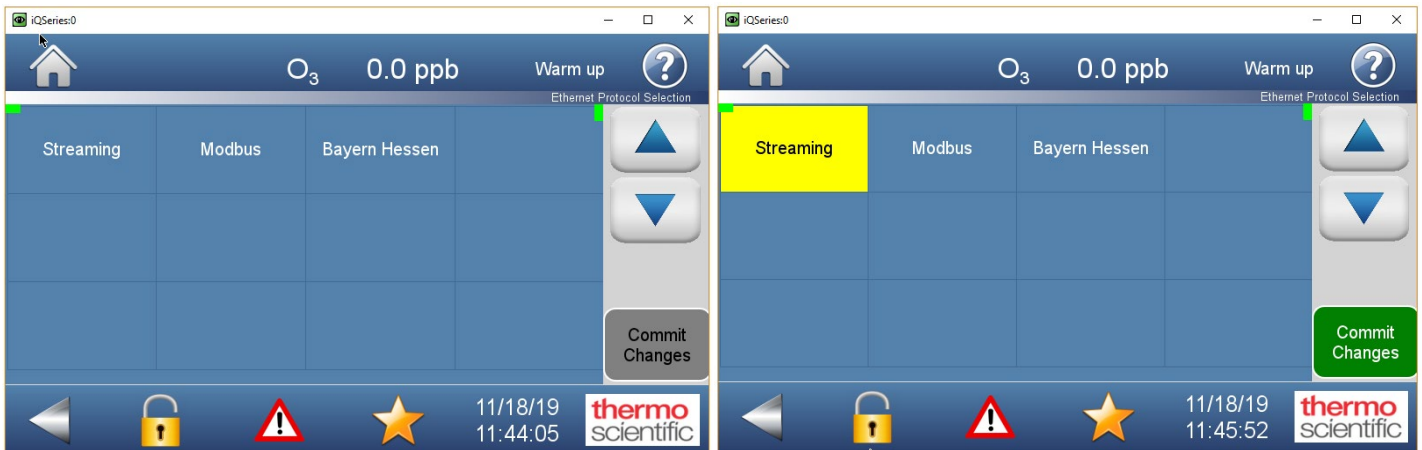 iQSeries:0
O3 0.0 ppb Warm up ?
Ethernet Protocol Selection
Streaming Modbus Bayern Hessen
Commit
Changes
11/18/19
11:44:05
thermo
scientific
iQSeries:0
O3 0.0 ppb Warm up ?
Ethernet Protocol Selection
Streaming Modbus Bayern Hessen
Commit
Changes
11/18/19
11:45:52
thermo
scientific